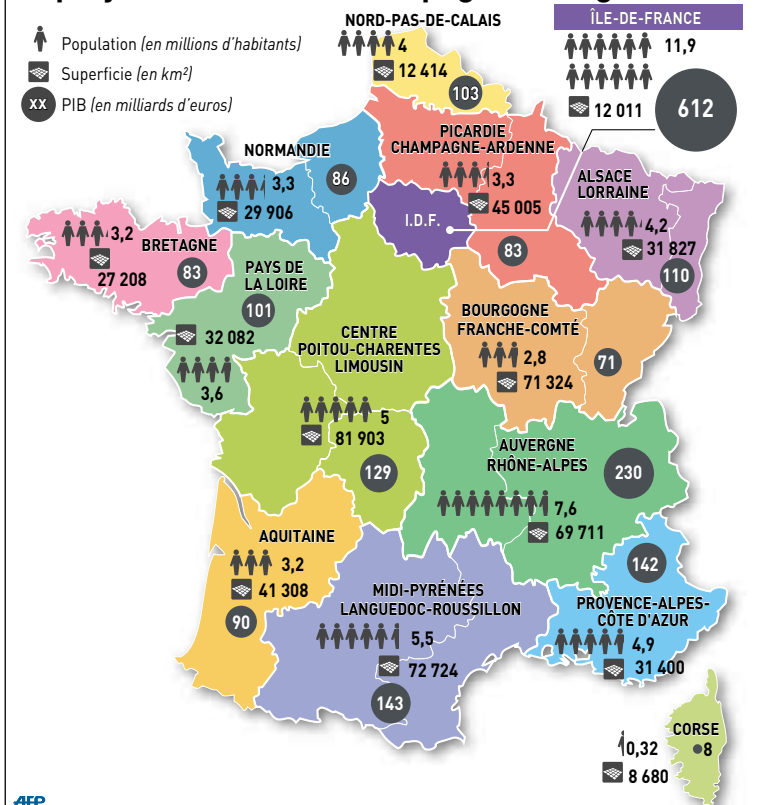 NORD-PAS-DE-CALAIS
4
12 414
103
ÎLE-DE-FRANCE
11,9
12 011
612
Population (en millions d'habitants)
Superficie (en km²)
XX PIB (en milliards d'euros)
NORMANDIE
3,3
29 906
86
PICARDIE
CHAMPAGNE-ARDENNE
3,3
45 005
83
I.D.F.
ALSACE
LORRAINE
4,2
31 827
110
3,2
BRETAGNE
27 208
83
PAYS DE
LA LOIRE
101
32 082
3,6
CENTRE
POITOU-CHARENTES
LIMOUSIN
5
81 903
129
BOURGOGNE
FRANCHE-COMTÉ
2,8
71 324
71
AUVERGNE
RHÔNE-ALPES
230
7,6
69 711
AQUITAINE
3,2
41 308
90
MIDI-PYRÉNÉES
LANGUEDOC-ROUSSILLON
5,5
72 724
143
142
PROVENCE-ALPES-
CÔTE D'AZUR
4,9
31 400
CORSE
8
0,32
8 680
AFP